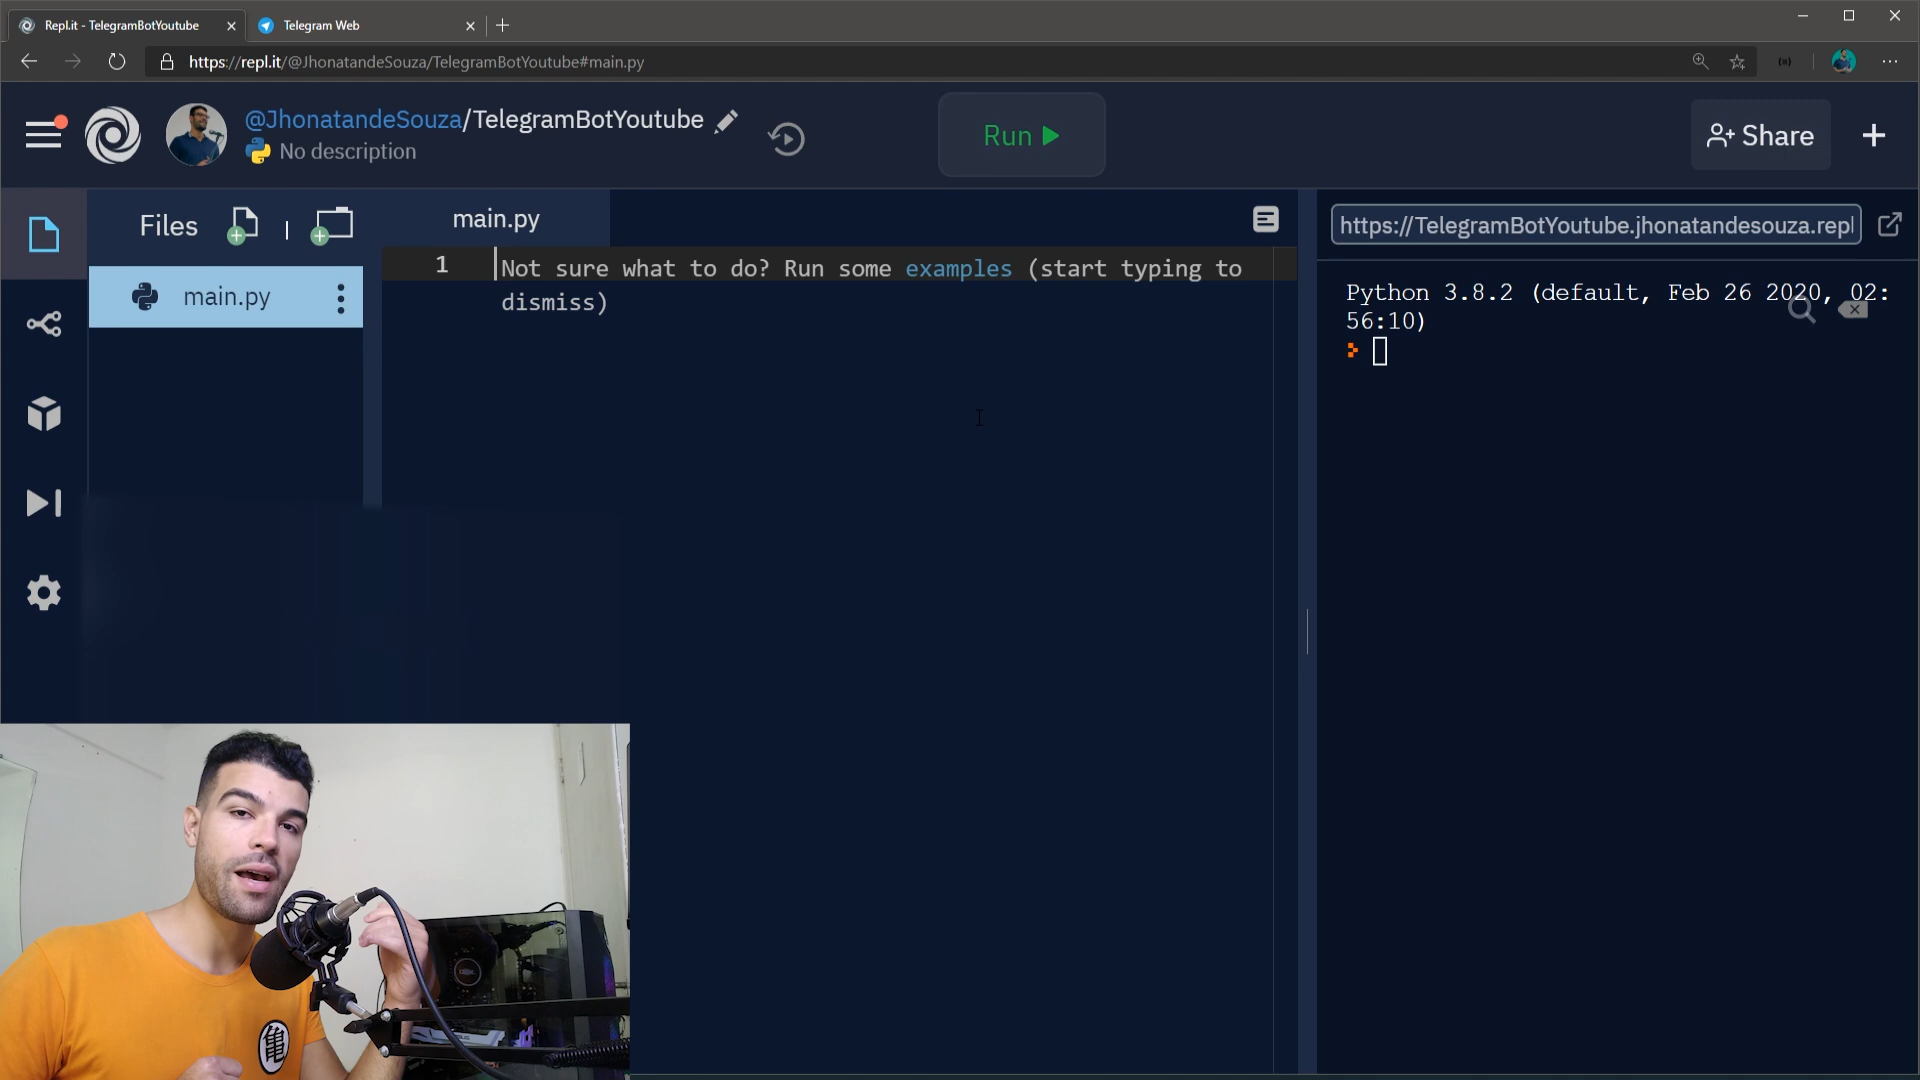 Repl.it - TelegramBotYoutube
Telegram Web
https://repl.it/@JhonatandeSouza/TelegramBotYoutube#main.py
@JhonatandeSouza/TelegramBotYoutube
No description
Run
Share
Files
main.py
main.py
1
Not sure what to do? Run some examples (start typing to
dismiss)
https://TelegramBotYoutube.jhonatandesouza.repl
Python 3.8.2 (default, Feb 26 2020, 02:
56:10)
亀